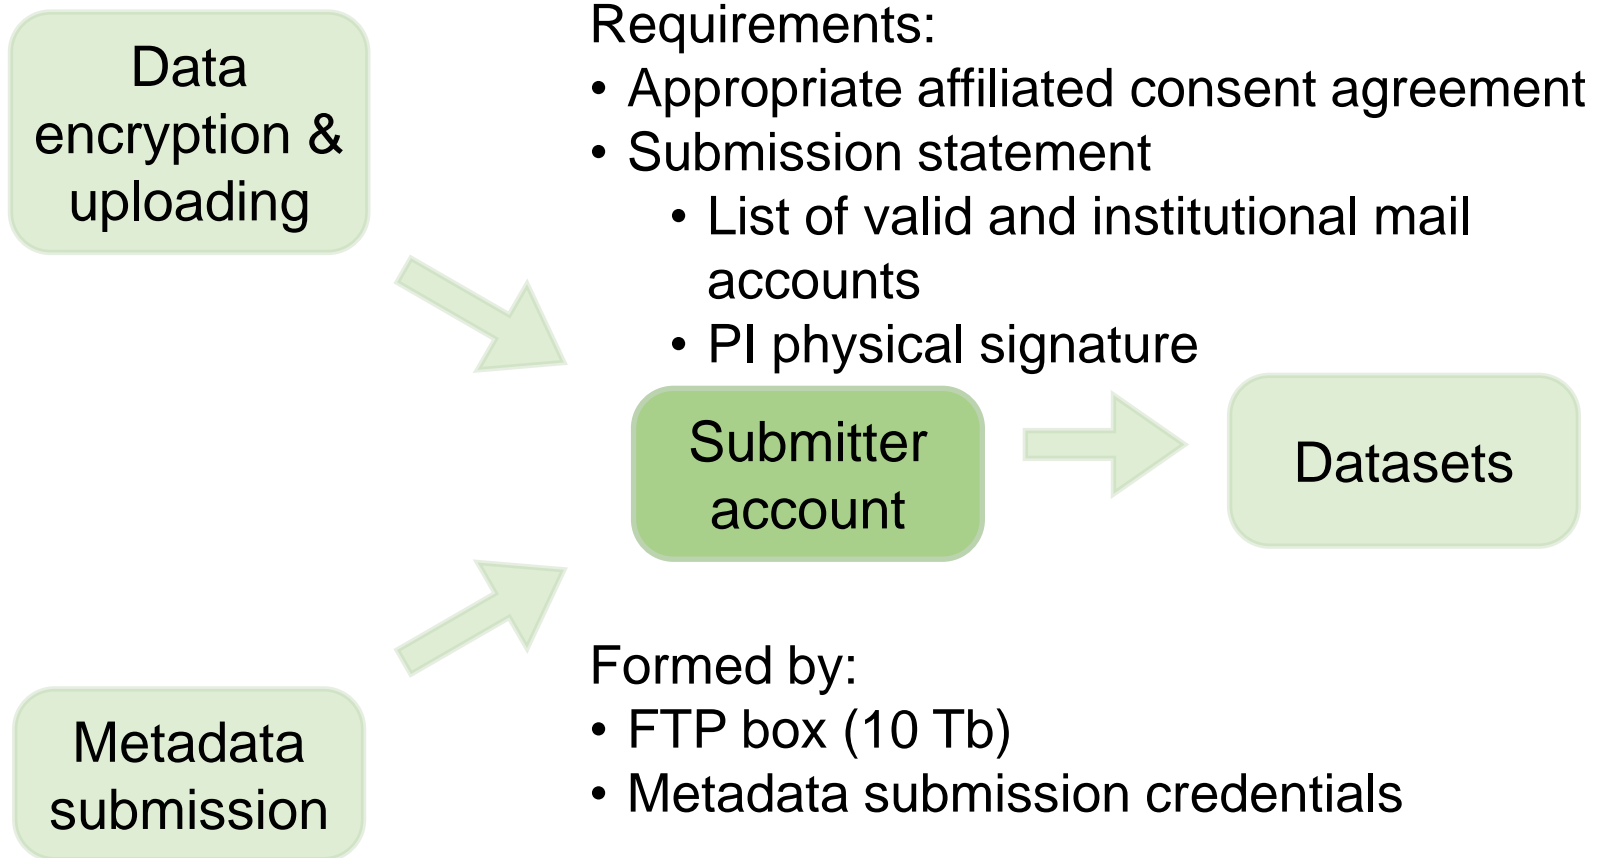 Data
encryption &
uploading
Requirements:
• Appropriate affiliated consent agreement
• Submission statement
• List of valid and institutional mail
accounts
• PI physical signature
Submitter
account
Datasets
Metadata
submission
Formed by:
• FTP box (10 Tb)
• Metadata submission credentials